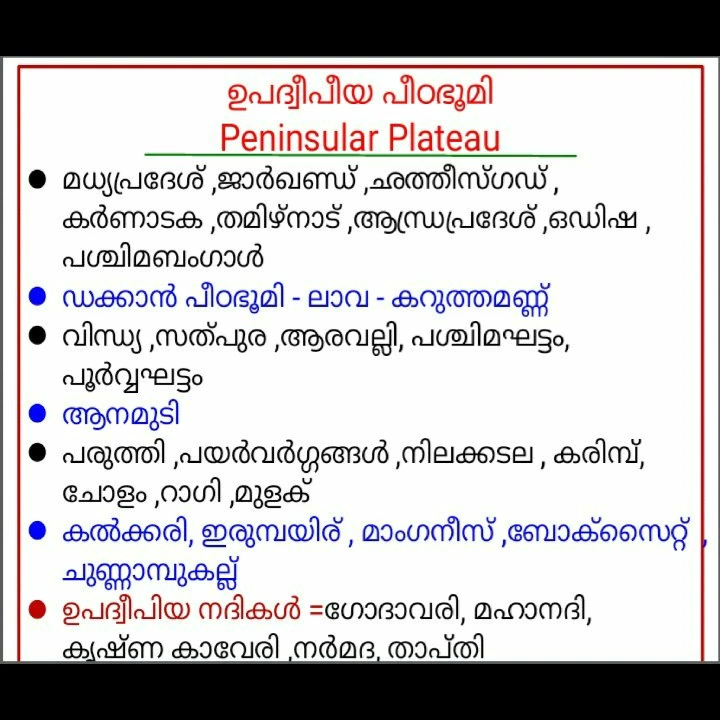 ഉപദ്വീപീയ പീഠഭൂമി
Peninsular Plateau
● മധ്യപ്രദേശ് ,ജാർഖണ്ഡ് ,ഛത്തീസ്ഗഡ് ,
കർണാടക ,തമിഴ്നാട് ,ആന്ധ്രപ്രദേശ് ,ഒഡിഷ ,
പശ്ചിമബംഗാൾ
● ഡക്കാൻ പീഠഭൂമി - ലാവ - കറുത്തമണ്ണ്
● വിന്ധ്യ ,സത്പുര ,ആരവല്ലി, പശ്ചിമഘട്ടം,
പൂർവ്വഘട്ടം
● ആനമുടി
● പരുത്തി ,പയർവർഗ്ഗങ്ങൾ ,നിലക്കടല , കരിമ്പ്,
ചോളം ,റാഗി ,മുളക്
● കൽക്കരി, ഇരുമ്പയിര് , മാംഗനീസ് ,ബോക്സൈറ്റ് ,
ചുണ്ണാമ്പുകല്ല്
● ഉപദ്വീപിയ നദികൾ =ഗോദാവരി, മഹാനദി,
കൃഷ്ണ കാവേരി ,നർമദ, താപ്തി